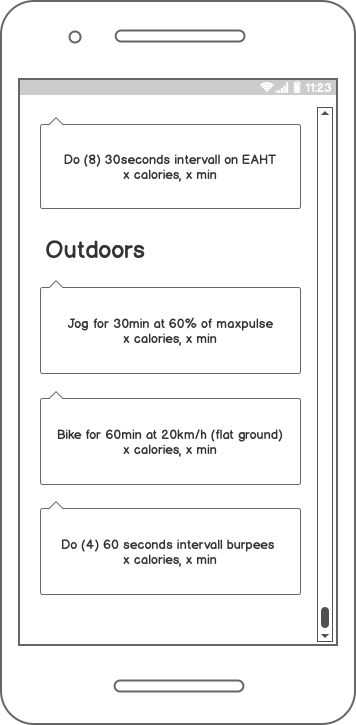 11:23
Do (8) 30seconds intervall on EAHT
x calories, x min
Outdoors
Jog for 30min at 60% of maxpulse
x calories, x min
Bike for 60min at 20km/h (flat ground)
x calories, x min
Do (4) 60 seconds intervall burpees
x calories, x min